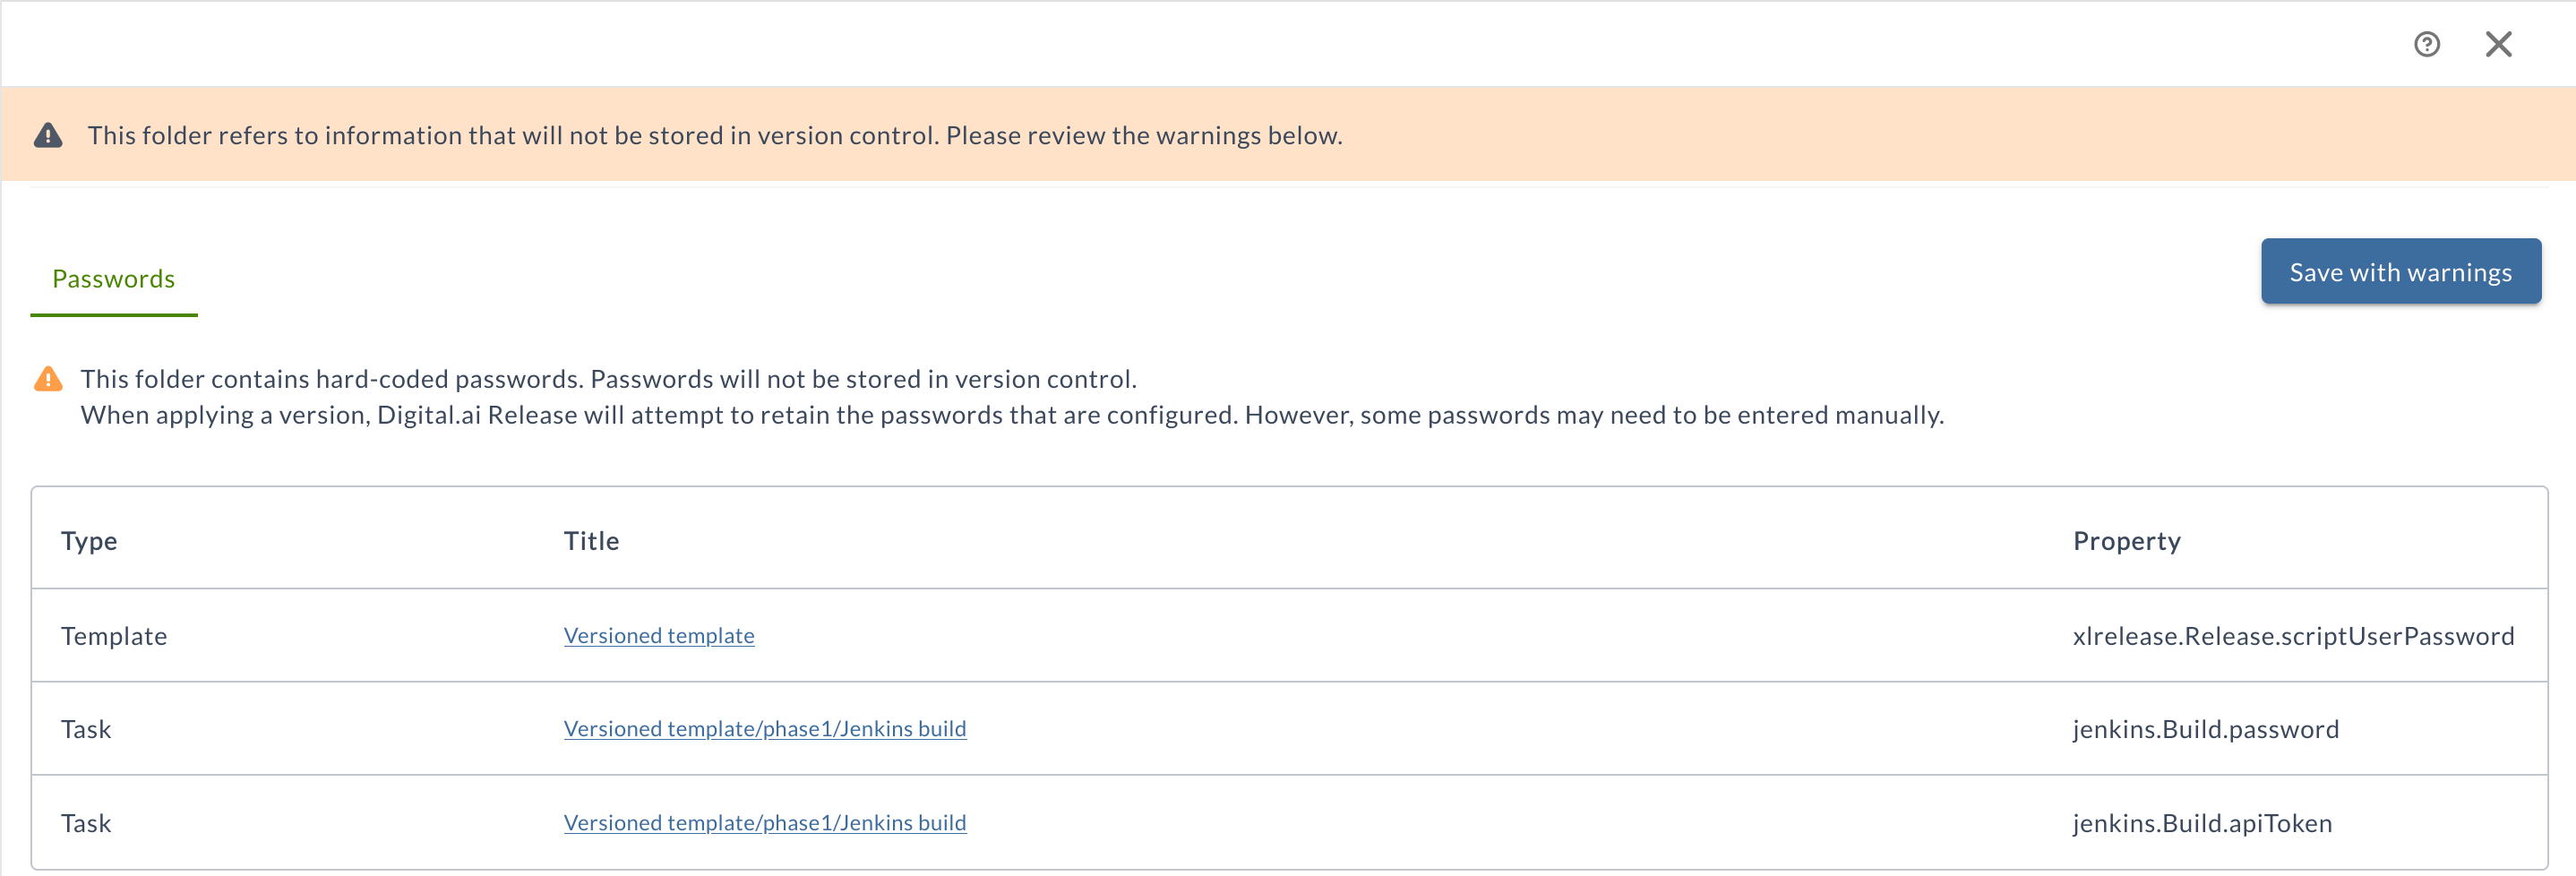 This folder refers to information that will not be stored in version control. Please review the warnings below.
Passwords
Save with warnings
This folder contains hard-coded passwords. Passwords will not be stored in version control.
When applying a version, Digital.ai Release will attempt to retain the passwords that are configured. However, some passwords may need to be entered manually.
Type Title Property
Template Versioned template xlrelease.Release.scriptUserPassword
Task Versioned template/phase1/Jenkins build jenkins.Build.password
Task Versioned template/phase1/Jenkins build jenkins.Build.apiToken